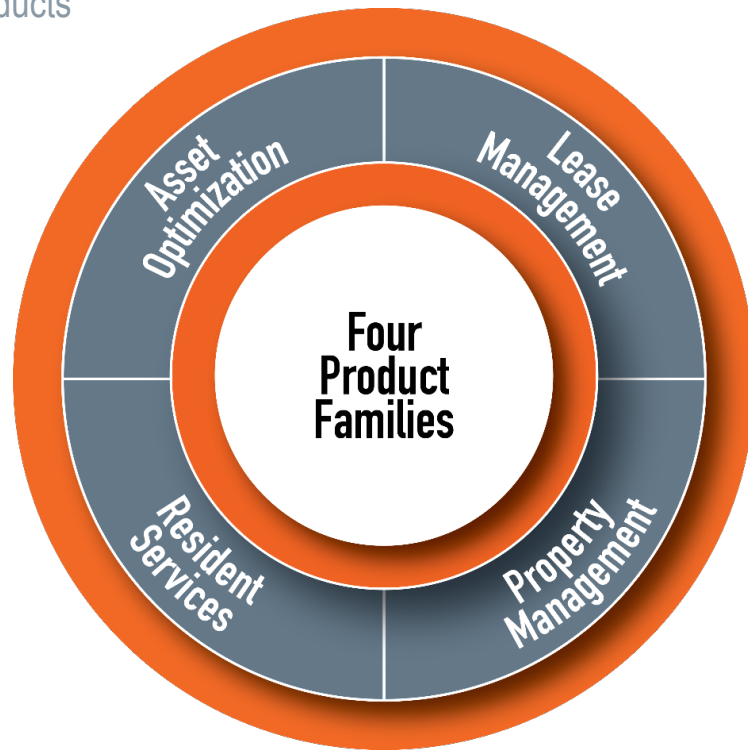 Four
Product
Families
Asset
Optimization
Lease
Management
Property
Management
Resident
Services